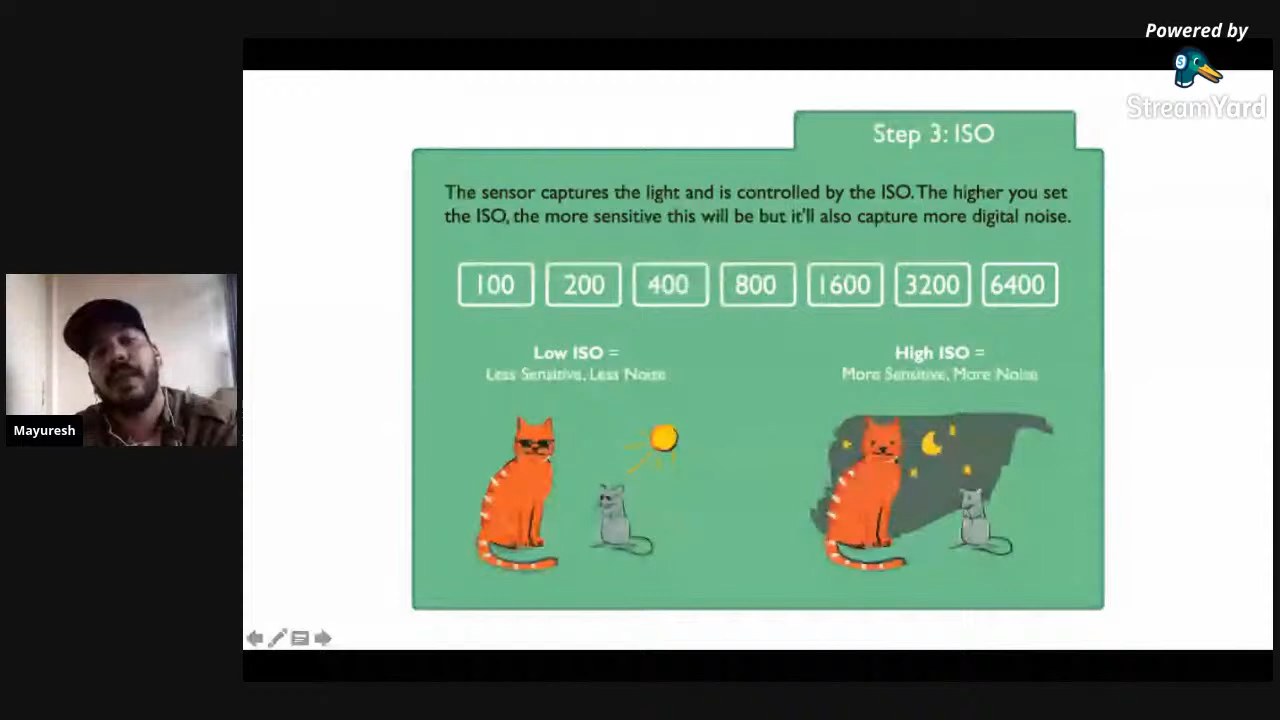 Powered by
StreamYard
Step 3: ISO
The sensor captures the light and is controlled by the ISO. The higher you set
the ISO, the more sensitive this will be but it'll also capture more digital noise.
100 200 400 800 1600 3200 6400
Low ISO =
Less Sensitive, Less Noise
High ISO =
More Sensitive, More Noise
Mayuresh